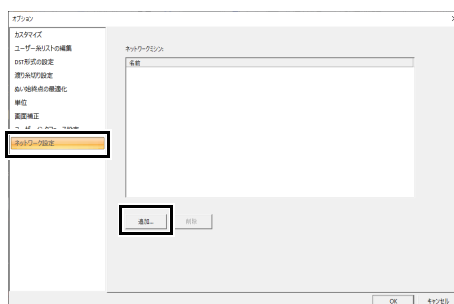 オプション
カスタマイズ
ユーザー糸リストの編集
DST形式の設定
渡り糸切り設定
ぬい始終点の最適化
単位
画面補正
ネットワーク設定
ネットワークミシン:
名前
追加...
削除
OK
キャンセル